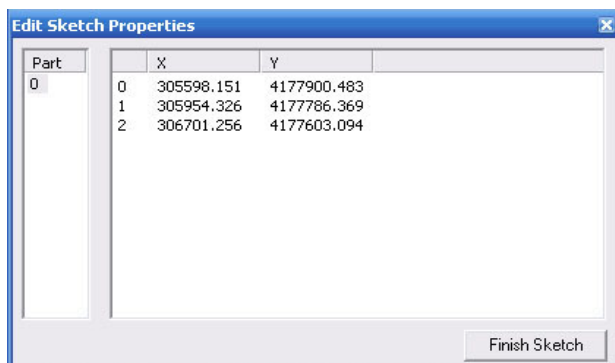 Edit Sketch Properties
Part
0
X Y
0 305598.151 4177900.483
1 305954.326 4177786.369
2 306701.256 4177603.094
Finish Sketch